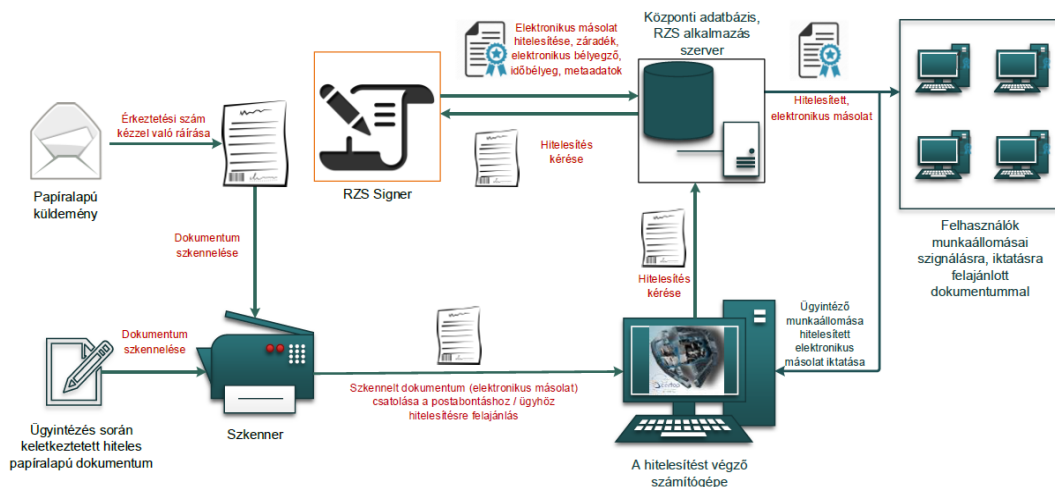 Elektronikus másolat
hitelesítése, záradék,
elektronikus bélyegző,
időbélyeg, metaadatok
Központi adatbázis,
RZS alkalmazás
szerver
Érkeztetési szám
kézzel való ráírása
Hitelesített,
elektronikus másolat
Hitelesítés
kérése
Papíralapú
küldemény
RZS Signer
Felhasználók
munkaállomásai
szignálásra, iktatásra
felajánlott
dokumentummal
Dokumentum
szkennelése
Hitelesítés
kérése
Ügyintéző
munkaállomása
hitelesített
elektronikus
másolat iktatása
Dokumentum
szkennelése
Szkennelt dokumentum (elektronikus másolat)
csatolása a postabontáshoz / ügyhöz
hitelesítésre felajánlás
Szkenner
Ügyintézés során
keletkeztetett hiteles
papíralapú dokumentum
A hitelesítést végző
számítógépe